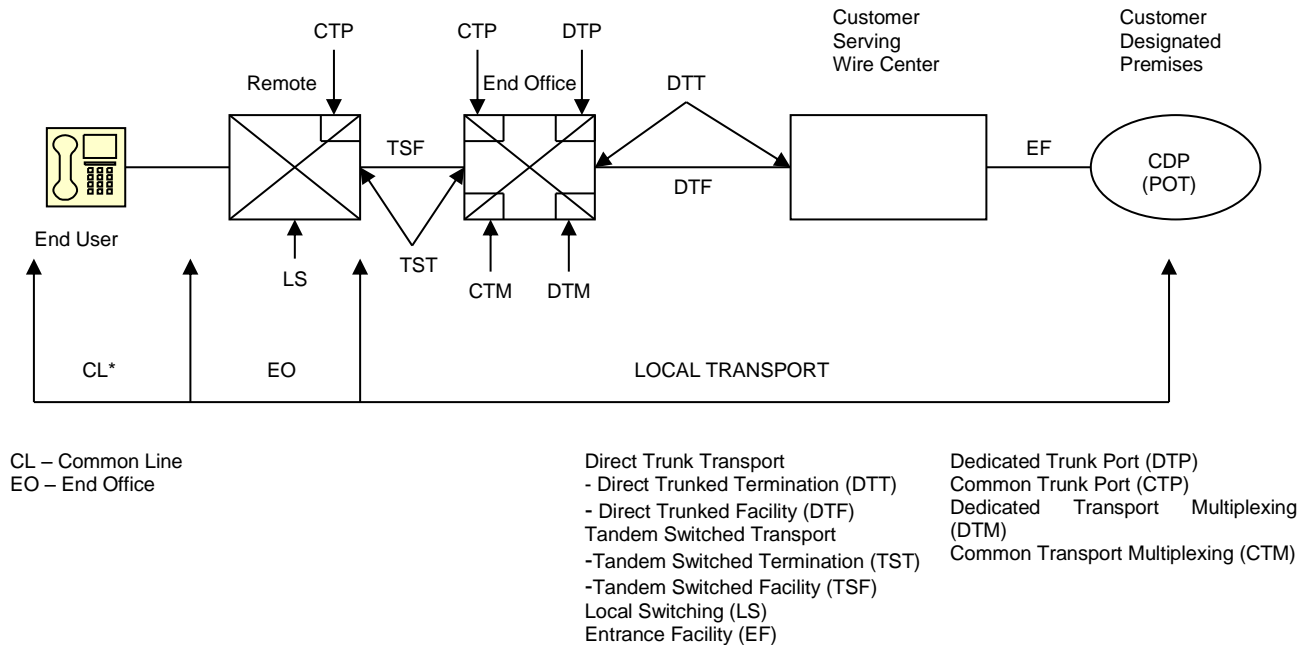 CTP
CTP
DTP
Customer
Serving
Wire Center
Customer
Designated
Premises
Remote
End Office
DTT
TSF
DTF
EF
CDP
(POT)
End User
LS
TST
CTM
DTM
CL*
EO
LOCAL TRANSPORT
CL – Common Line
EO – End Office
Direct Trunk Transport
- Direct Trunked Termination (DTT)
- Direct Trunked Facility (DTF)
Tandem Switched Transport
-Tandem Switched Termination (TST)
-Tandem Switched Facility (TSF)
Local Switching (LS)
Entrance Facility (EF)
Dedicated Trunk Port (DTP)
Common Trunk Port (CTP)
Dedicated Transport Multiplexing
(DTM)
Common Transport Multiplexing (CTM)